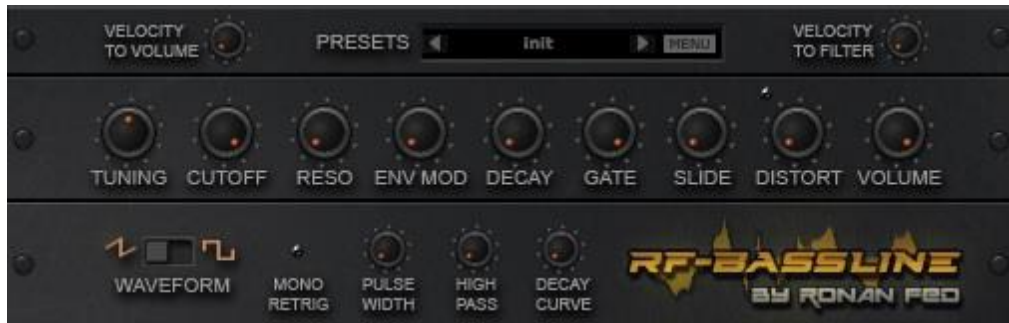 VELOCITY
TO VOLUME
PRESETS
init
MENU
VELOCITY
TO FILTER
TUNING CUTOFF RESO ENV MOD DECAY GATE SLIDE DISTORT VOLUME
WAVEFORM
MONO
RETRIG
PULSE
WIDTH
HIGH
PASS
DECAY
CURVE
RF-BASSLINE
BY RONAN FED